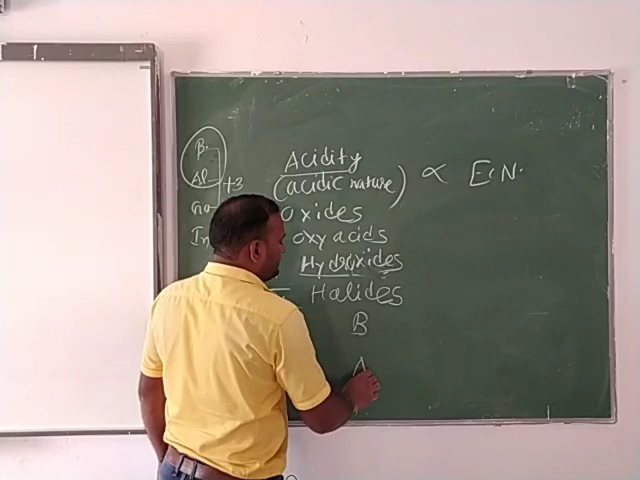 B
Al
+3
Ga
In
Acidity
(acidic nature) ∝ E.N.
oxides
oxyacids
Hydroxides
Halides
B
A